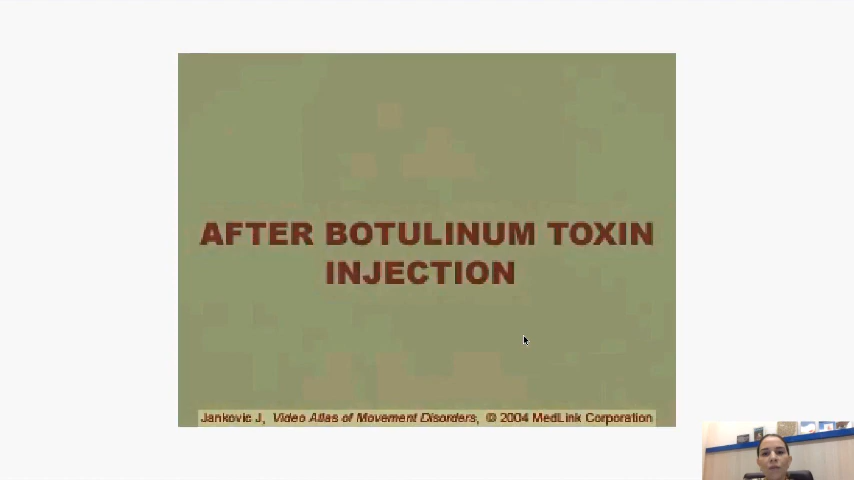 AFTER BOTULINUM TOXIN
INJECTION
Jankovic J, Video Atlas of Movement Disorders, © 2004 MedLink Corporation